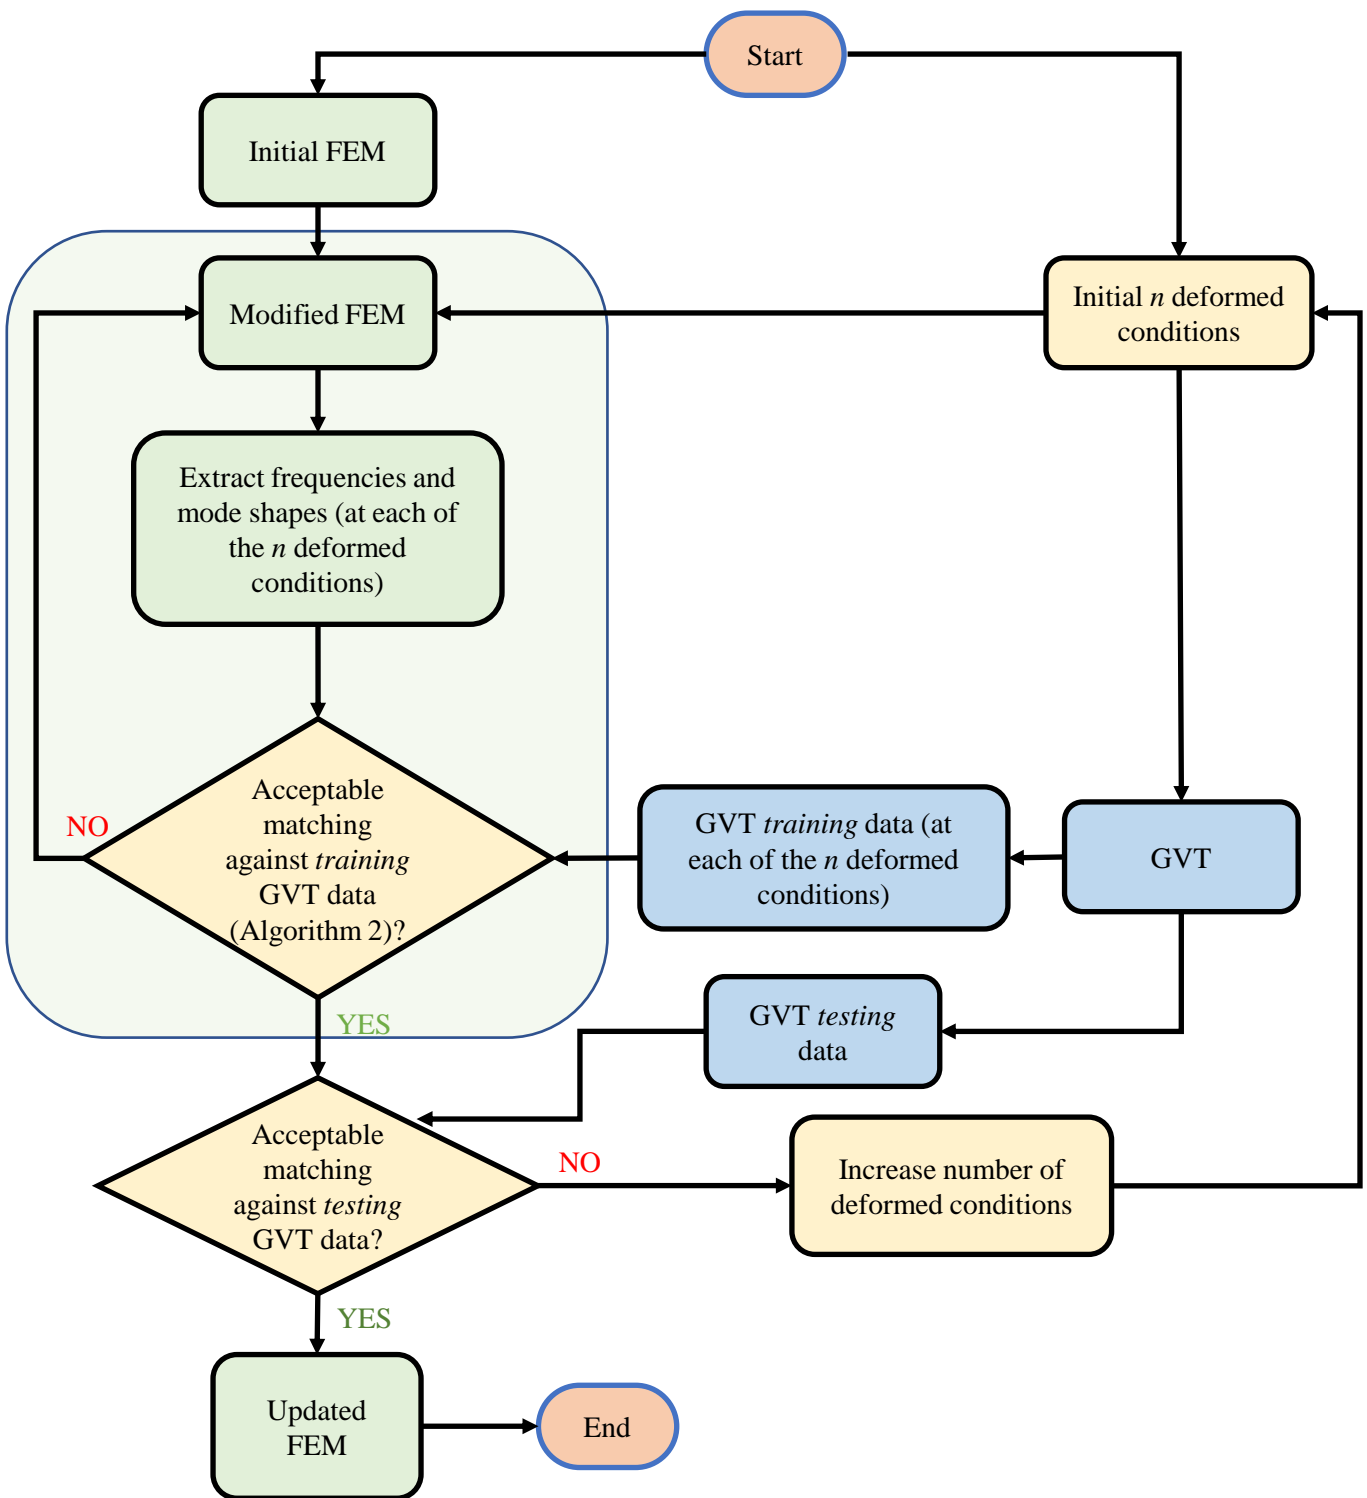 Start
Initial FEM
Modified FEM
Initial n deformed
conditions
Extract frequencies and
mode shapes (at each of
the n deformed
conditions)
Acceptable
matching
against training
GVT data
(Algorithm 2)?
NO
GVT training data (at
each of the n deformed
conditions)
GVT
YES
GVT testing
data
Acceptable
matching
against testing
GVT data?
NO
Increase number of
deformed conditions
YES
Updated
FEM
End